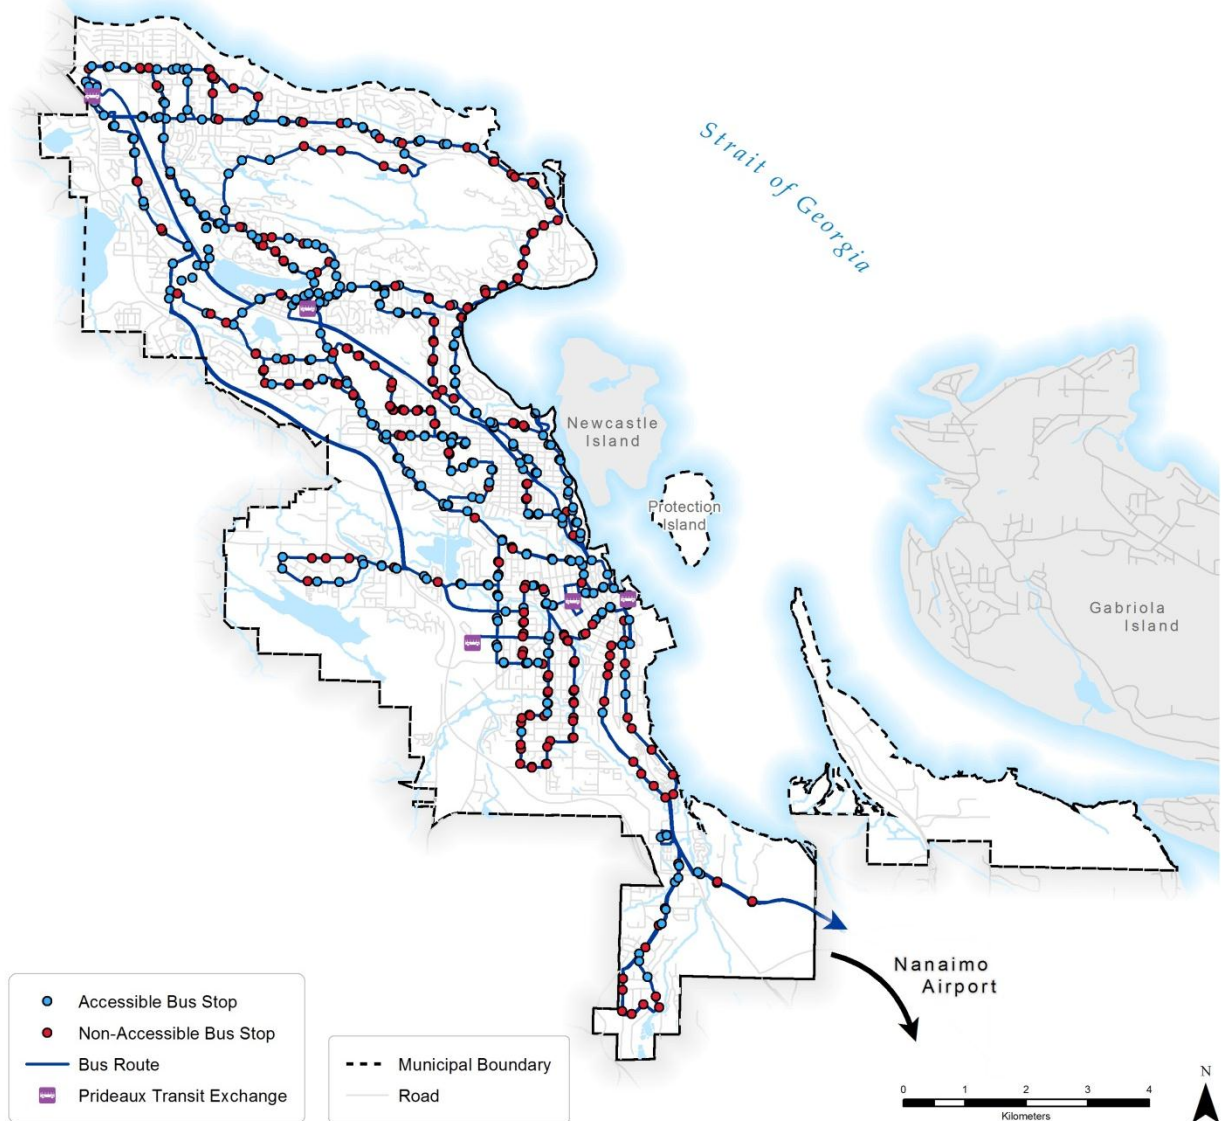 Strait of Georgia
Newcastle
Island
Protection
Island
Gabriola
Island
Nanaimo
Airport
Accessible Bus Stop
Non-Accessible Bus Stop
Bus Route
Prideaux Transit Exchange
Municipal Boundary
Road
N
0 1 2 3 4
Kilometers